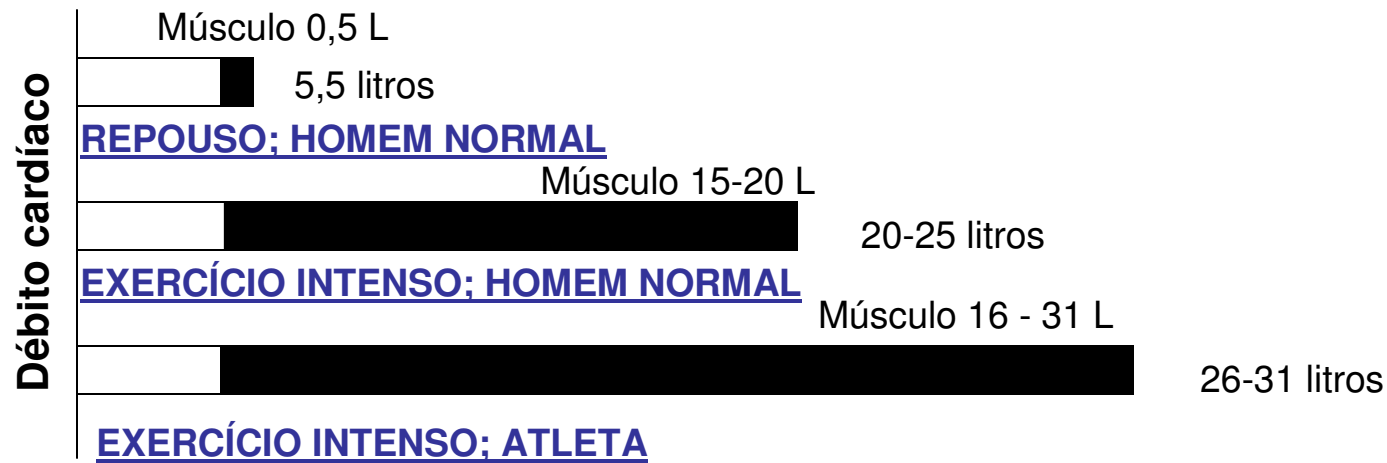 Débito cardíaco
Músculo 0,5 L
5,5 litros
REPOUSO; HOMEM NORMAL
Músculo 15-20 L
20-25 litros
EXERCÍCIO INTENSO; HOMEM NORMAL
Músculo 16 - 31 L
26-31 litros
EXERCÍCIO INTENSO; ATLETA